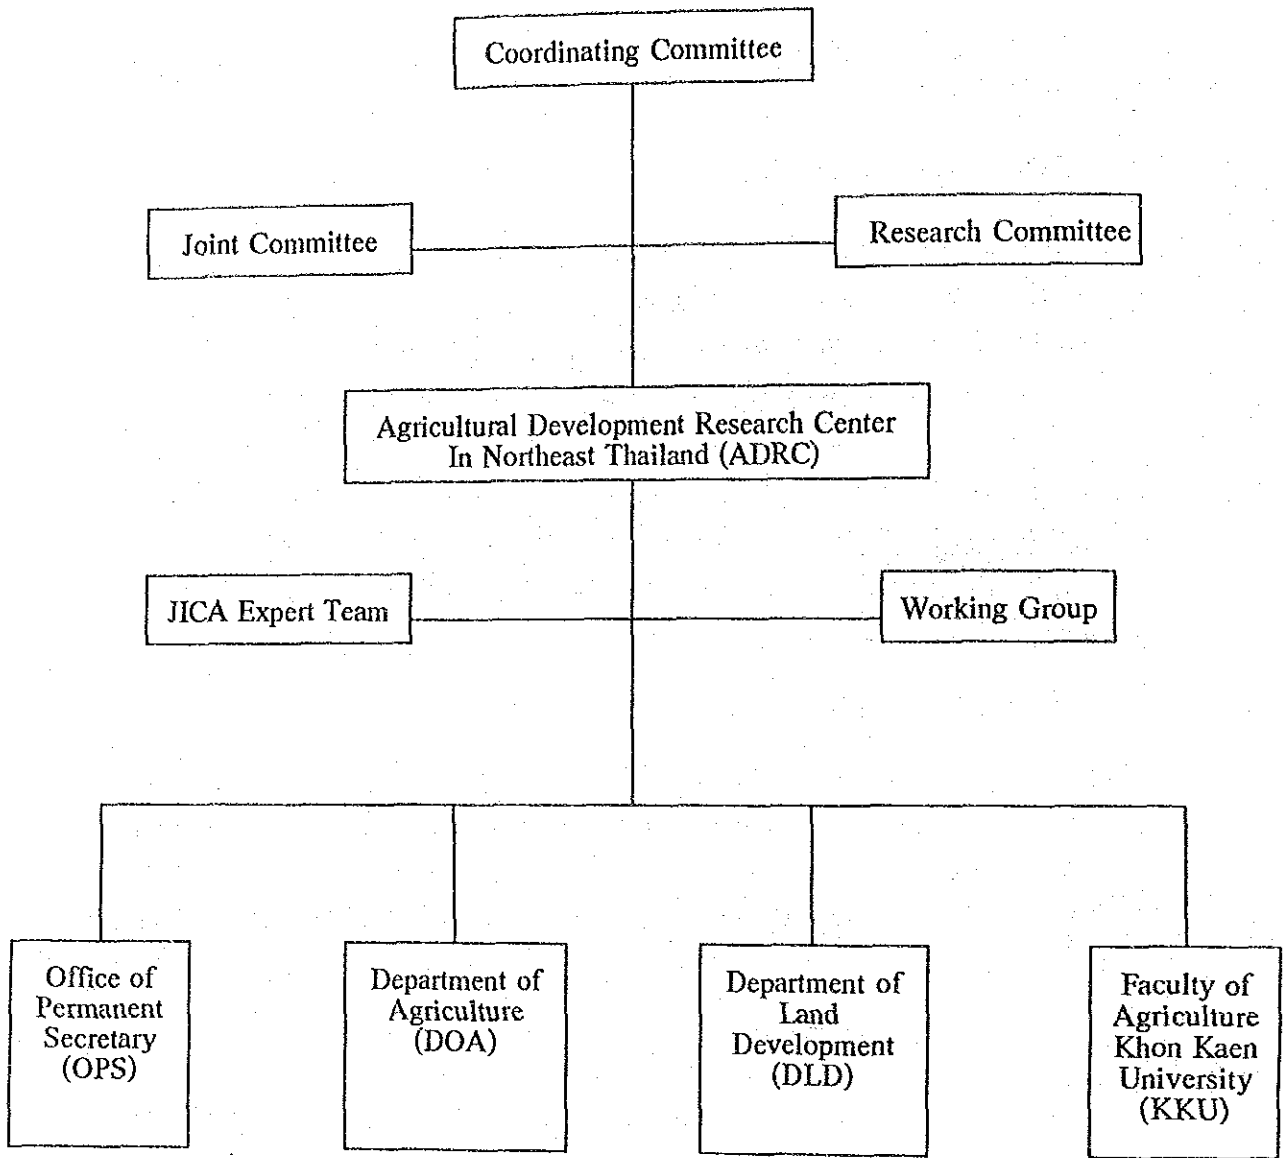 Coordinating Committee
Joint Committee
Research Committee
Agricultural Development Research Center
In Northeast Thailand (ADRC)
JICA Expert Team
Working Group
Office of
Permanent
Secretary
(OPS)
Department of
Agriculture
(DOA)
Department of
Land
Development
(DLD)
Faculty of
Agriculture
Khon Kaen
University
(KKU)